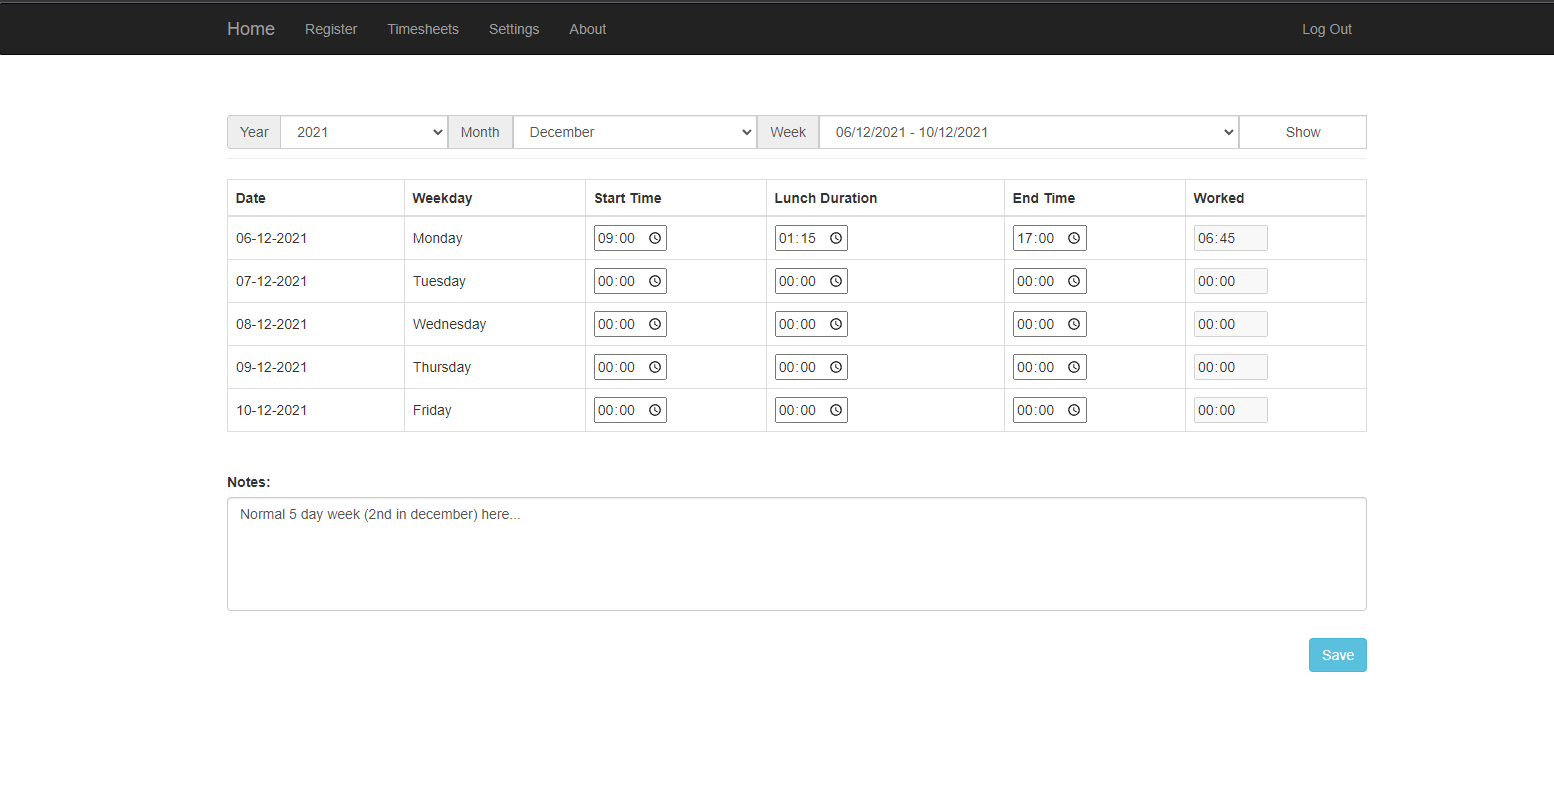 Home Register Timesheets Settings About Log Out
Year 2021 Month December Week 06/12/2021 - 10/12/2021 Show
Date Weekday Start Time Lunch Duration End Time Worked
06-12-2021 Monday 09:00 01:15 17:00 06:45
07-12-2021 Tuesday 00:00 00:00 00:00 00:00
08-12-2021 Wednesday 00:00 00:00 00:00 00:00
09-12-2021 Thursday 00:00 00:00 00:00 00:00
10-12-2021 Friday 00:00 00:00 00:00 00:00
Notes:
Normal 5 day week (2nd in december) here...
Save